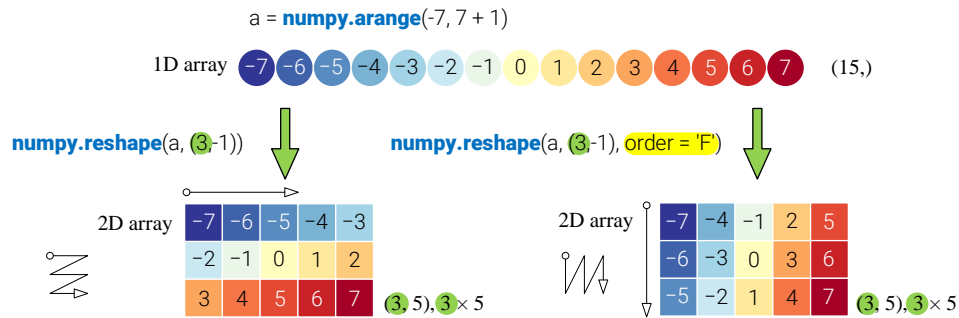 a = numpy.arange(-7, 7 + 1)
1D array −7 −6 −5 −4 −3 −2 −1 0 1 2 3 4 5 6 7 (15,)
numpy.reshape(a, (3,-1))
numpy.reshape(a, (3,-1), order = 'F')
2D array
−7 −6 −5 −4 −3
−2 −1 0 1 2
3 4 5 6 7
(3, 5), 3 × 5
2D array
−7 −4 −1 2 5
−6 −3 0 3 6
−5 −2 1 4 7
(3, 5), 3 × 5